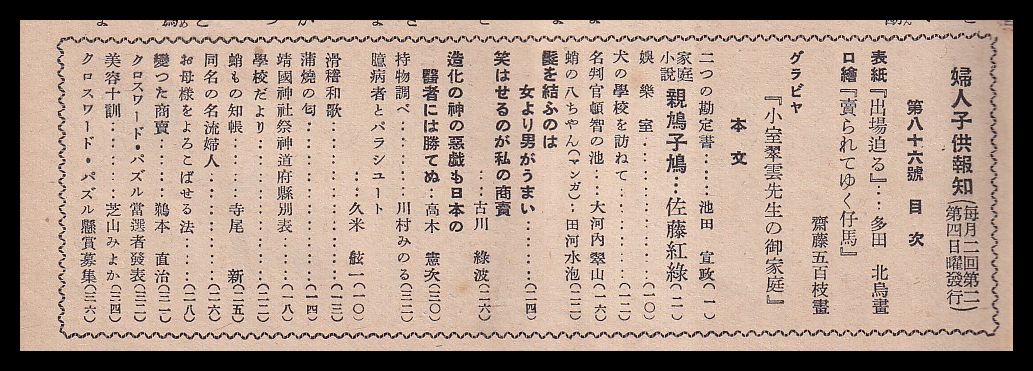 婦人子供報知(毎月二回第二第四日曜發行)
第八十六號 目次
表紙『出場迫る』…多田 北烏畫
口繪『賣られてゆく仔馬』
齋藤五百枝畫
グラビヤ
『小室翠雲先生の御家庭』
本文
二つの勘定書……池田 宣政(一)
家庭小説 親鳩子鳩…佐藤紅綠(二)
娯樂室……(一〇)
犬の學校を訪ねて……(一二)
名判官頓智の池…大河内翠山(一六)
蛸の八ちやん(マンガ)…田河水泡(二二)
髮を結ふのは
女より男がうまい……(二四)
笑はせるのが私の商賣
……古川 綠波(二六)
造化の神の惡戯も日本の
醫者には勝てぬ…高木 憲次(三〇)
持物調べ……川村みのる(三二)
臆病者とパラシユート
……久米 舷一(一〇)
滑稽和歌……(一三)
蒲燒の匂……(一四)
靖國神社祭神道府縣別表……(一八)
學校だより……(二二)
蛸もの知帳……寺尾 新(二五)
同名の名流婦人……(二六)
お母様をよろこばせる法……(二八)
變つた商賣……鵜本 直治(三一)
クロスワード・パズル當選者發表(三二)
美容十訓……芝山みよか(三四)
クロスワード・パズル懸賞募集(三六)